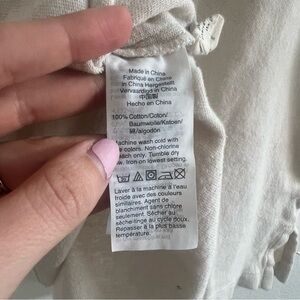 Made in China
Fabriqué en Chine
in China Hergestellt
Vervaardigd in China
中国制
Hecho en China
100% Cotton/Coton/
Baumwolle/Katoen/
棉/algodón
Machine wash cold with
colors. Non-chlorine
only. Tumble dry
Iron on lowest setting.
Laver à la machine à l'eau
froide avec des couleurs
similaires. Agent de
blanchiment sans chlore
seulement. Sécher au
sèche-linge au cycle doux.
Repasser à la plus basse
température.